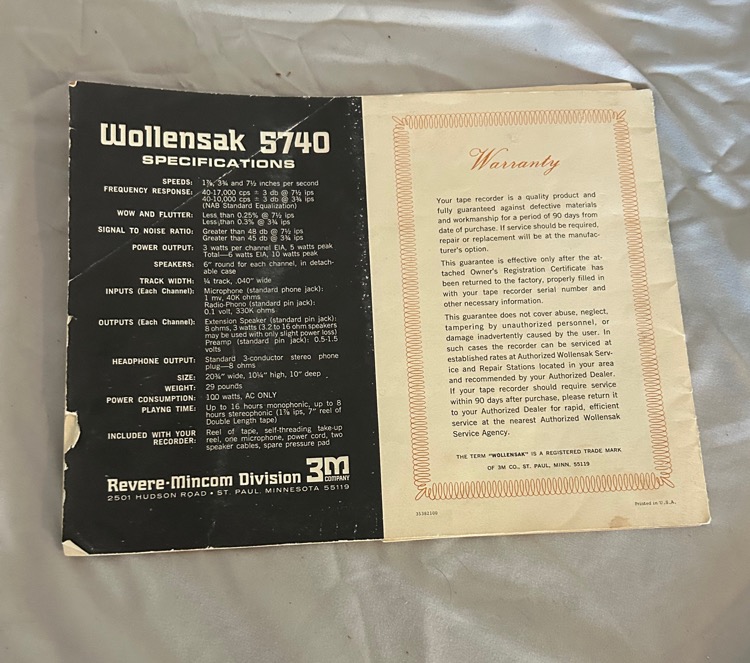 Wollensak 5740
SPECIFICATIONS
SPEEDS: 1⅞, 3¾ and 7½ inches per second
FREQUENCY RESPONSE: 40-17,000 cps ± 3 db @ 7½ ips
40-10,000 cps ± 3 db @ 3¾ ips
(NAB Standard Equalization)
WOW AND FLUTTER: Less than 0.25% @ 7½ ips
Less than 0.3% @ 3¾ ips
SIGNAL TO NOISE RATIO: Greater than 48 db @ 7½ ips
Greater than 45 db @ 3¾ ips
POWER OUTPUT: 3 watts per channel EIA, 5 watts peak
Total—6 watts EIA, 10 watts peak
SPEAKERS: 6" round for each channel, in detach-
able case
TRACK WIDTH: ¼ track, .040" wide
INPUTS (Each Channel): Microphone (standard phone jack):
1 mv, 40K ohms
Radio-Phono (standard pin jack):
0.1 volt, 330K ohms
OUTPUTS (Each Channel): Extension Speaker (standard pin jack):
8 ohms, 3 watts (3.2 to 16 ohm speakers
may be used with only slight power loss)
Preamp (standard pin jack): 0.5-1.5
volts
HEADPHONE OUTPUT: Standard 3-conductor stereo phone
plug—8 ohms
SIZE: 20¾" wide, 10¼" high, 10" deep
WEIGHT: 29 pounds
POWER CONSUMPTION: 100 watts, AC ONLY
PLAYNG TIME: Up to 16 hours monophonic, up to 8
hours stereophonic (1⅞ ips, 7" reel of
Double Length tape)
INCLUDED WITH YOUR RECORDER: Reel of tape, self-threading take-up
reel, one microphone, power cord, two
speaker cables, spare pressure pad
Revere-Mincom Division 3M COMPANY
2501 HUDSON ROAD • ST. PAUL, MINNESOTA 55119
Warranty
Your tape recorder is a quality product and
fully guaranteed against defective materials
and workmanship for a period of 90 days from
date of purchase. If service should be required,
repair or replacement will be at the manufac-
turer's option.
This guarantee is effective only after the at-
tached Owner's Registration Certificate has
been returned to the factory, properly filled in
with your tape recorder serial number and
other necessary information.
This guarantee does not cover abuse, neglect,
tampering by unauthorized personnel, or
damage inadvertently caused by the user. In
such cases the recorder can be serviced at
established rates at Authorized Wollensak Serv-
ice and Repair Stations located in your area
and recommended by your Authorized Dealer.
If your tape recorder should require service
within 90 days after purchase, please return it
to your Authorized Dealer for rapid, efficient
service at the nearest Authorized Wollensak
Service Agency.
THE TERM "WOLLENSAK" IS A REGISTERED TRADE MARK
OF 3M CO., ST. PAUL, MINN. 55119
Printed in U.S.A.